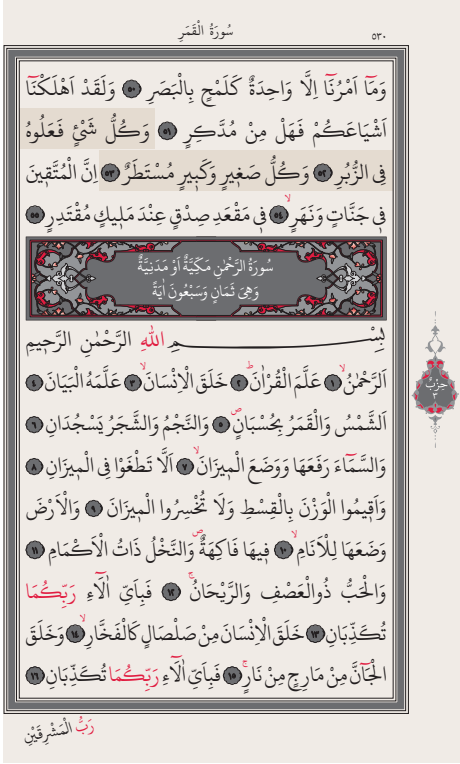 سُورَةُ الْقَمَرِ
٥٣٠
وَمَٓا اَمْرُنَٓا اِلَّا وَاحِدَةٌ كَلَمْحٍ بِالْبَصَرِ ﴿٥٠﴾ وَلَقَدْ اَهْلَكْنَٓا
اَشْيَاعَكُمْ فَهَلْ مِنْ مُدَّكِرٍ ﴿٥١﴾ وَكُلُّ شَيْءٍ فَعَلُوهُ
فِي الزُّبُرِ ﴿٥٢﴾ وَكُلُّ صَغٖيرٍ وَكَبٖيرٍ مُسْتَطَرٌ ﴿٥٣﴾ اِنَّ الْمُتَّقٖينَ
فٖي جَنَّاتٍ وَنَهَرٍۙ ﴿٥٤﴾ فٖي مَقْعَدِ صِدْقٍ عِنْدَ مَلٖيكٍ مُقْتَدِرٍ ﴿٥٥﴾
سُورَةُ الرَّحْمٰنِ مَكِّيَّةٌ اَوْ مَدَنِيَّةٌ
وَهِيَ ثَمَانٍ وَسَبْعُونَ اٰيَةً
بِسْمِ اللّٰهِ الرَّحْمٰنِ الرَّحٖيمِ
اَلرَّحْمٰنُۙ ﴿١﴾ عَلَّمَ الْقُرْاٰنَؕ ﴿٢﴾ خَلَقَ الْاِنْسَانَۙ ﴿٣﴾ عَلَّمَهُ الْبَيَانَ ﴿٤﴾
اَلشَّمْسُ وَالْقَمَرُ بِحُسْبَانٍۖ ﴿٥﴾ وَالنَّجْمُ وَالشَّجَرُ يَسْجُدَانِ ﴿٦﴾
وَالسَّمَٓاءَ رَفَعَهَا وَوَضَعَ الْمٖيزَانَۙ ﴿٧﴾ اَلَّا تَطْغَوْا فِي الْمٖيزَانِ ﴿٨﴾
وَاَقٖيمُوا الْوَزْنَ بِالْقِسْطِ وَلَا تُخْسِرُوا الْمٖيزَانَ ﴿٩﴾ وَالْاَرْضَ
وَضَعَهَا لِلْاَنَامِۙ ﴿١٠﴾ فٖيهَا فَاكِهَةٌۖ وَالنَّخْلُ ذَاتُ الْاَكْمَامِ ﴿١١﴾
وَالْحَبُّ ذُو الْعَصْفِ وَالرَّيْحَانُۚ ﴿١٢﴾ فَبِاَيِّ اٰلَٓاءِ رَبِّكُمَا
تُكَذِّبَانِ ﴿١٣﴾ خَلَقَ الْاِنْسَانَ مِنْ صَلْصَالٍ كَالْفَخَّارِۙ ﴿١٤﴾ وَخَلَقَ
الْجَٓانَّ مِنْ مَارِجٍ مِنْ نَارٍۚ ﴿١٥﴾ فَبِاَيِّ اٰلَٓاءِ رَبِّكُمَا تُكَذِّبَانِ ﴿١٦﴾
رَبُّ الْمَشْرِقَيْنِ
حِزْبُ
٣